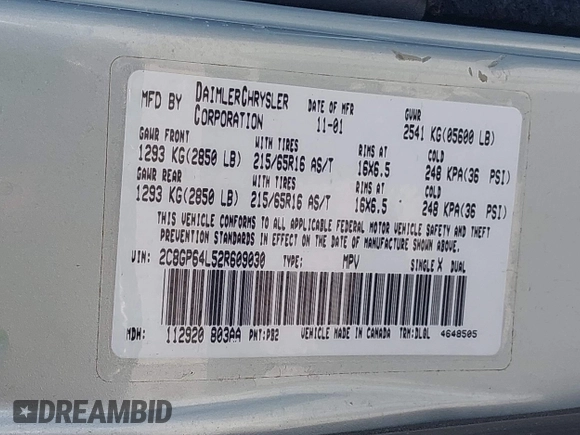 MFD BY DAIMLERCHRYSLER CORPORATION DATE OF MFR 11-01 GVWR 2541 KG(05600 LB)
GAWR FRONT WITH TIRES RIMS AT COLD
1293 KG(2850 LB) 215/65R16 AS/T 16X6.5 248 KPA(36 PSI)
GAWR REAR WITH TIRES RIMS AT COLD
1293 KG(2850 LB) 215/65R16 AS/T 16X6.5 248 KPA(36 PSI)
THIS VEHICLE CONFORMS TO ALL APPLICABLE FEDERAL MOTOR VEHICLE SAFETY AND THEFT
PREVENTION STANDARDS IN EFFECT ON THE DATE OF MANUFACTURE SHOWN ABOVE.
VIN: 2C8GP64L52R609030 TYPE: MPV SINGLE X DUAL
MDH: 112920 803AA PNT:PB2 VEHICLE MADE IN CANADA TRM:DLGL 4648505
DREAMBID